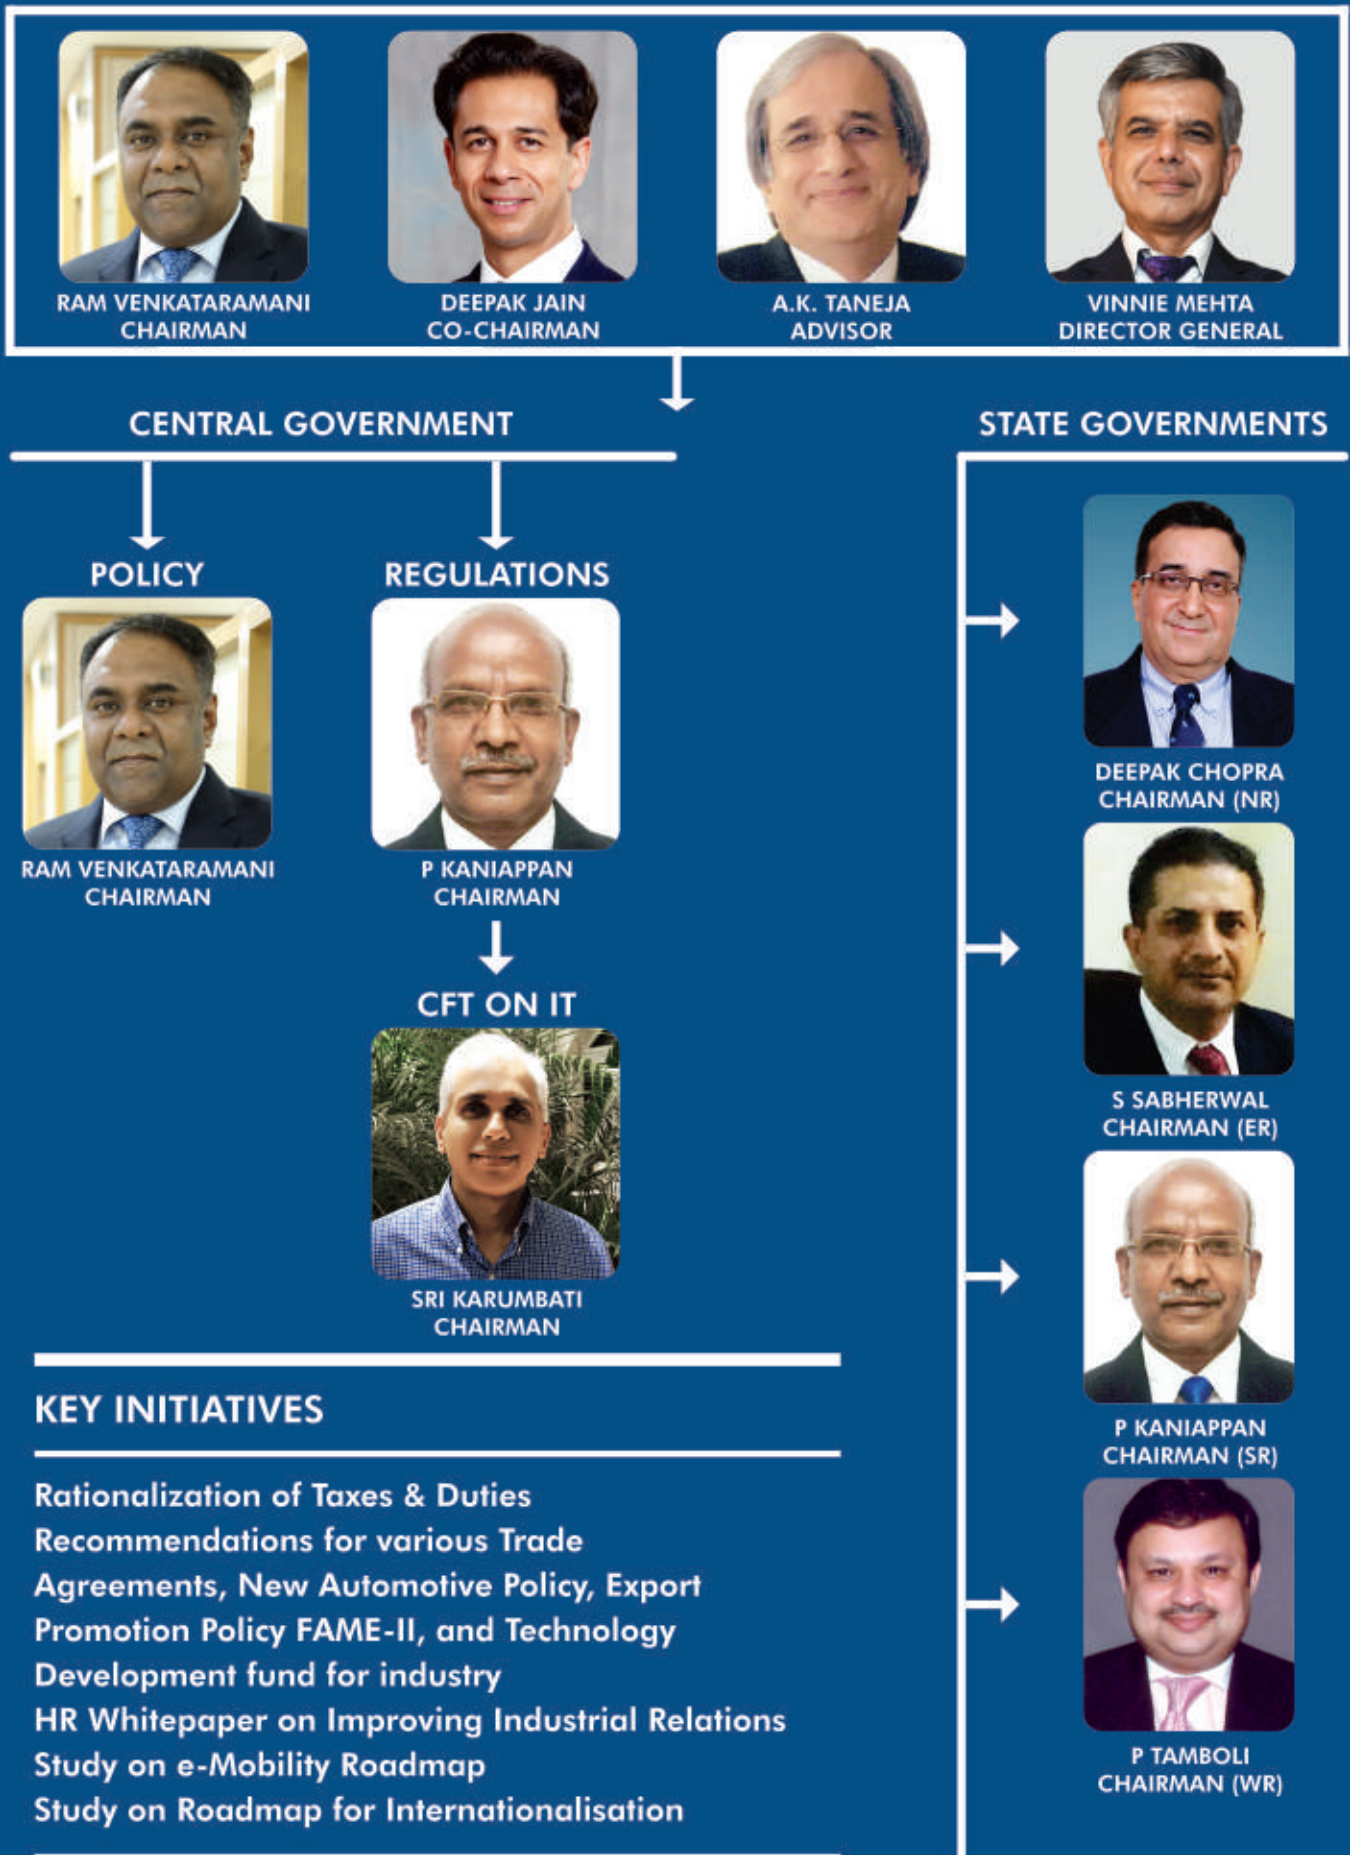 RAM VENKATARAMANI
CHAIRMAN
DEEPAK JAIN
CO-CHAIRMAN
A.K. TANEJA
ADVISOR
VINNIE MEHTA
DIRECTOR GENERAL
CENTRAL GOVERNMENT
POLICY
RAM VENKATARAMANI
CHAIRMAN
REGULATIONS
P KANIAPPAN
CHAIRMAN
CFT ON IT
SRI KARUMBATI
CHAIRMAN
STATE GOVERNMENTS
DEEPAK CHOPRA
CHAIRMAN (NR)
S SABHERWAL
CHAIRMAN (ER)
P KANIAPPAN
CHAIRMAN (SR)
P TAMBOLI
CHAIRMAN (WR)
KEY INITIATIVES
Rationalization of Taxes & Duties
Recommendations for various Trade
Agreements, New Automotive Policy, Export
Promotion Policy FAME-II, and Technology
Development fund for industry
HR Whitepaper on Improving Industrial Relations
Study on e-Mobility Roadmap
Study on Roadmap for Internationalisation